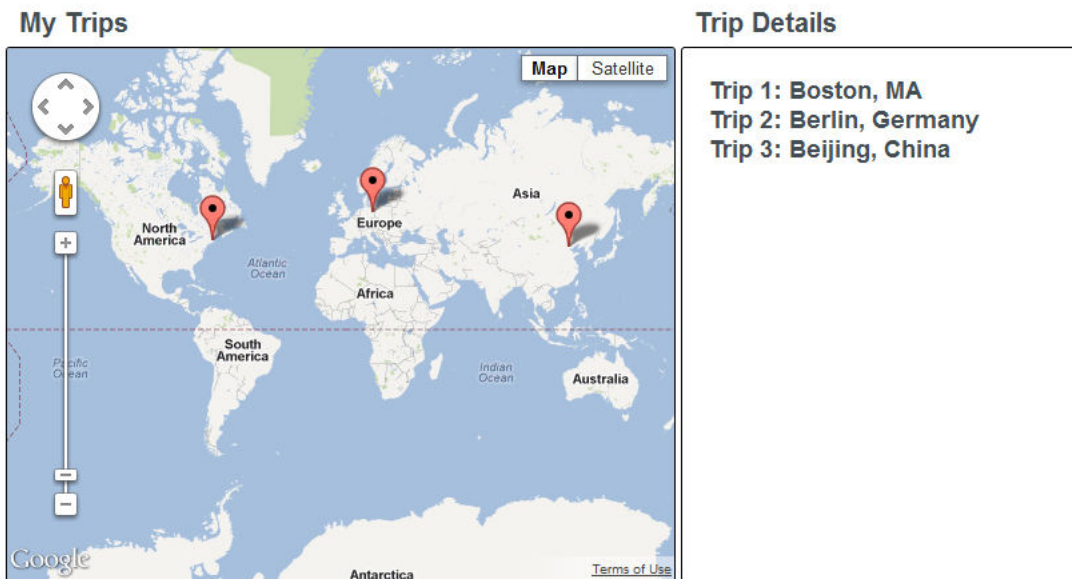 My Trips
Trip Details
Map
Satellite
Trip 1: Boston, MA
Trip 2: Berlin, Germany
Trip 3: Beijing, China
Asia
North
America
Europe
Atlantic
Ocean
Africa
South
America
Pacific
Ocean
Indian
Ocean
Australia
Google
Antarctica
Terms of Use